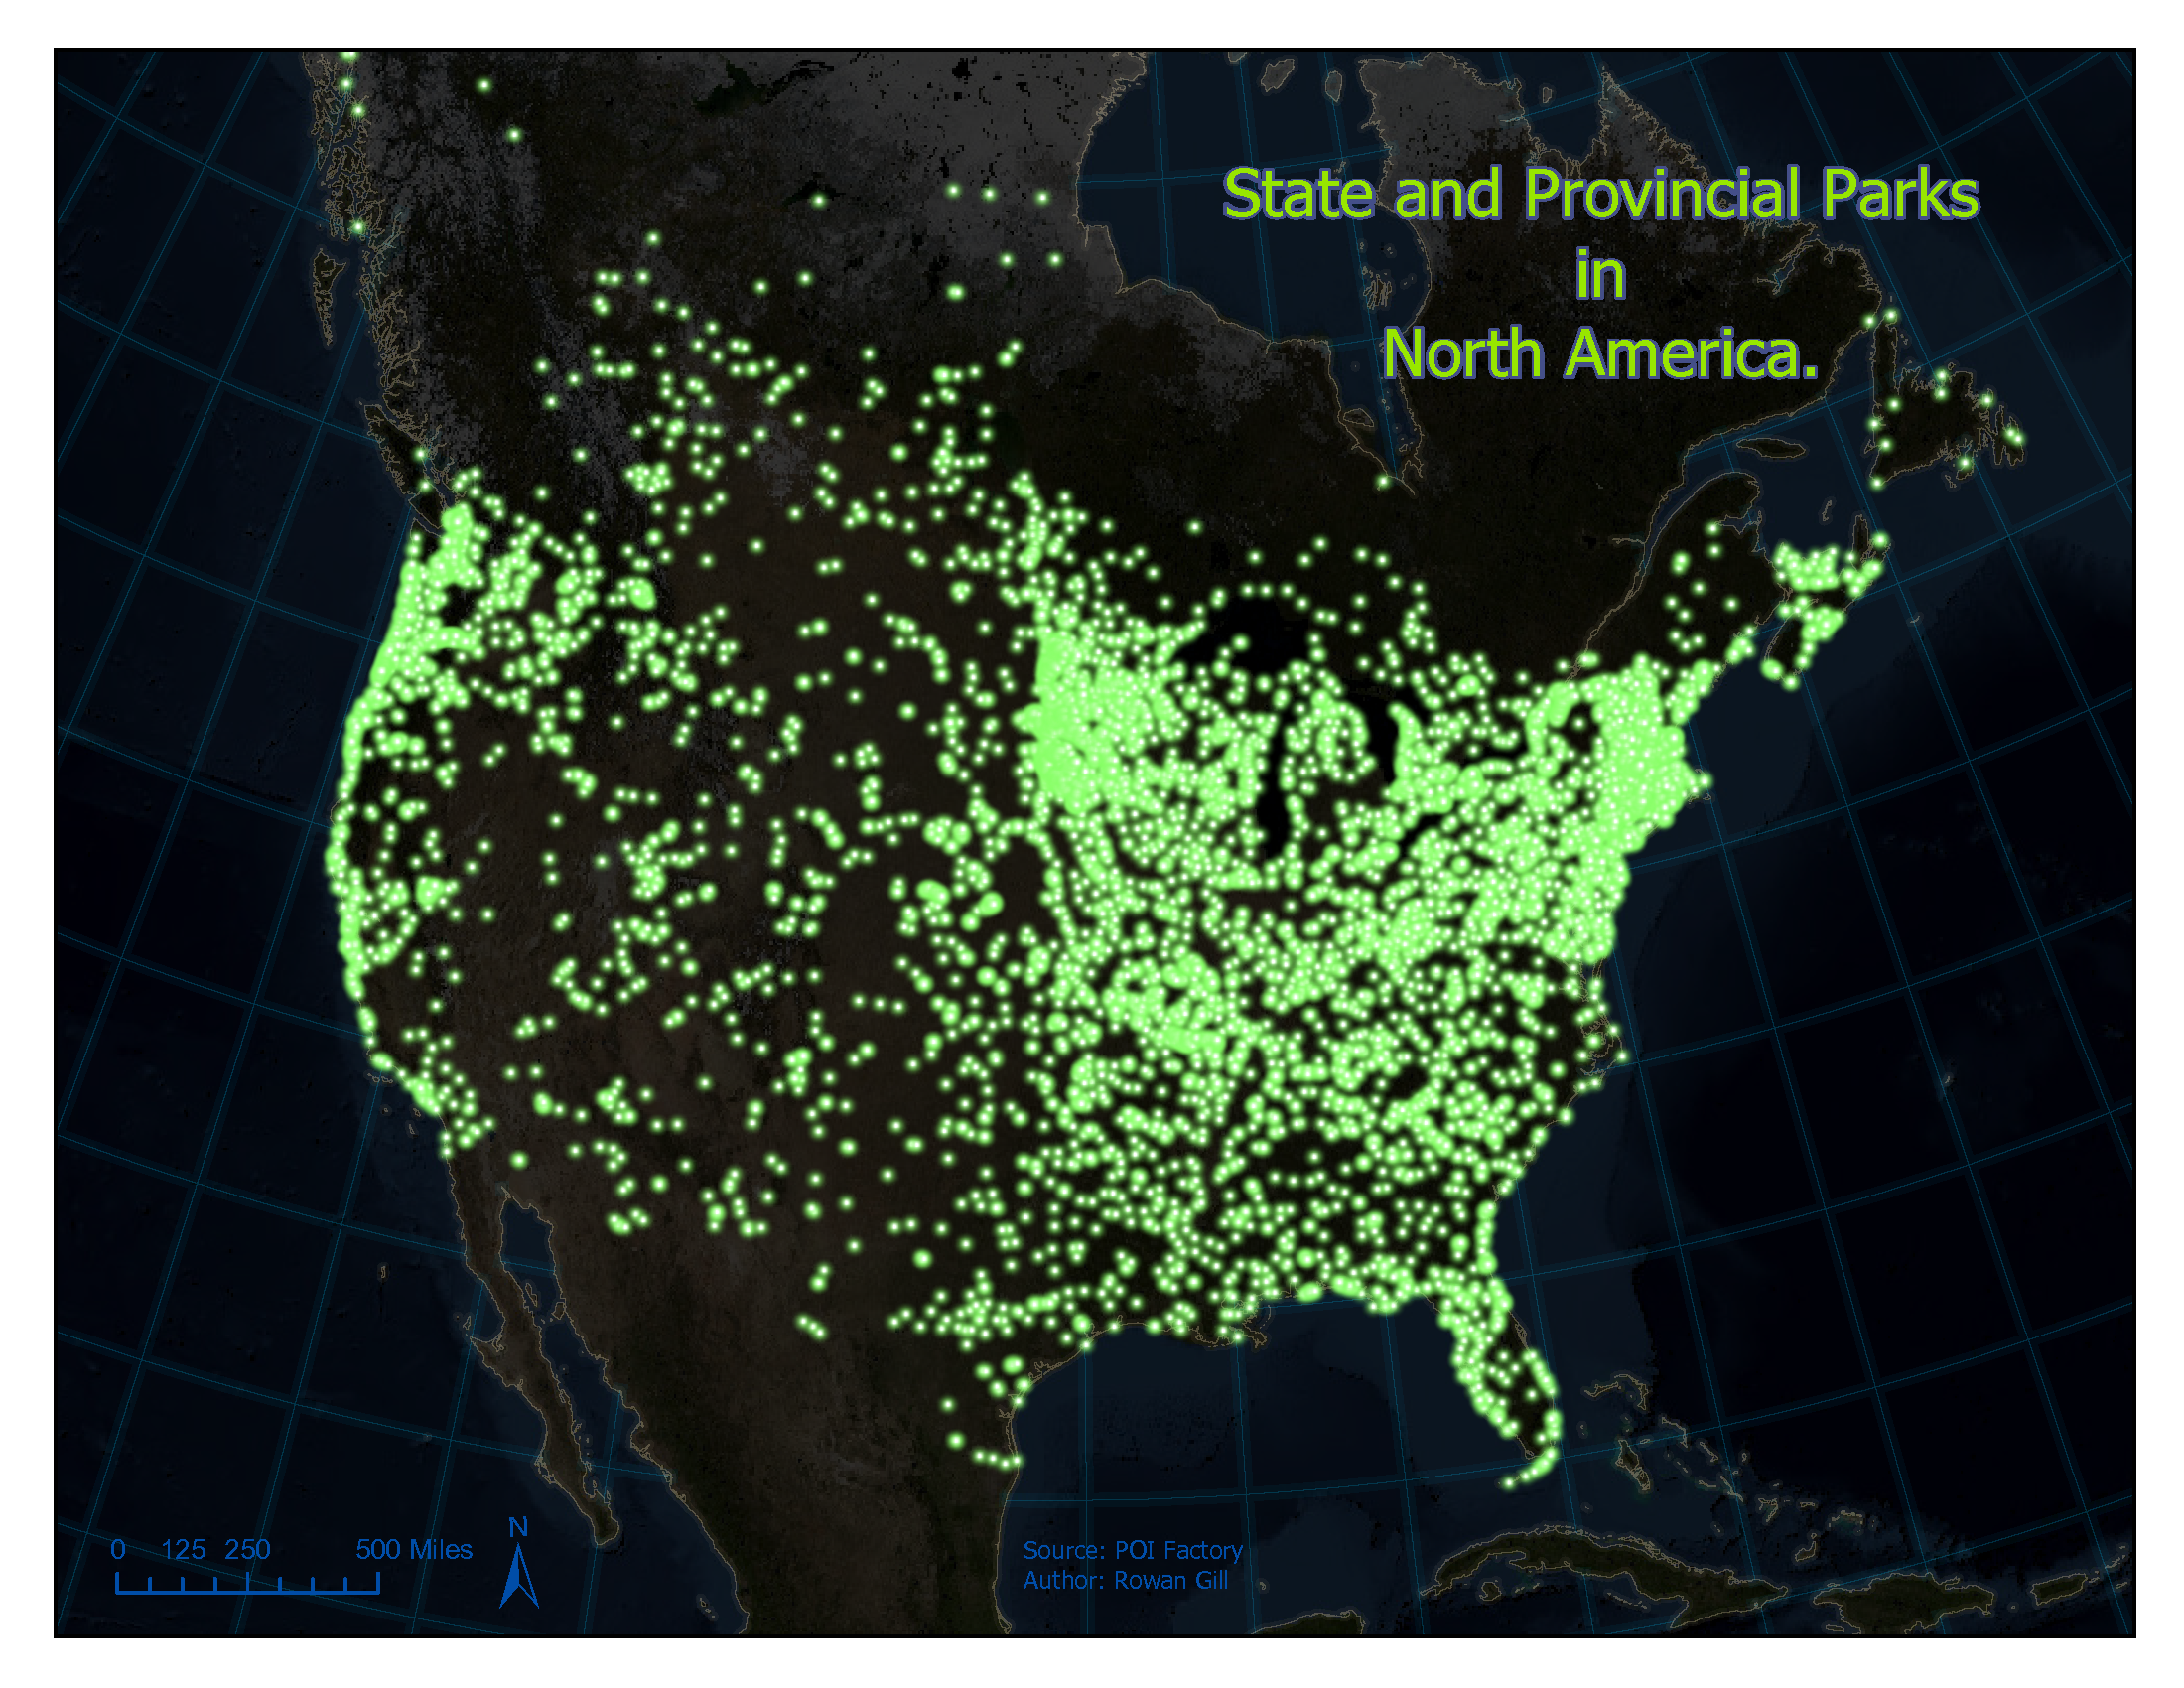 State and Provincial Parks
in
North America.
0 125 250 500 Miles
N
Source: POI Factory
Author: Rowan Gill